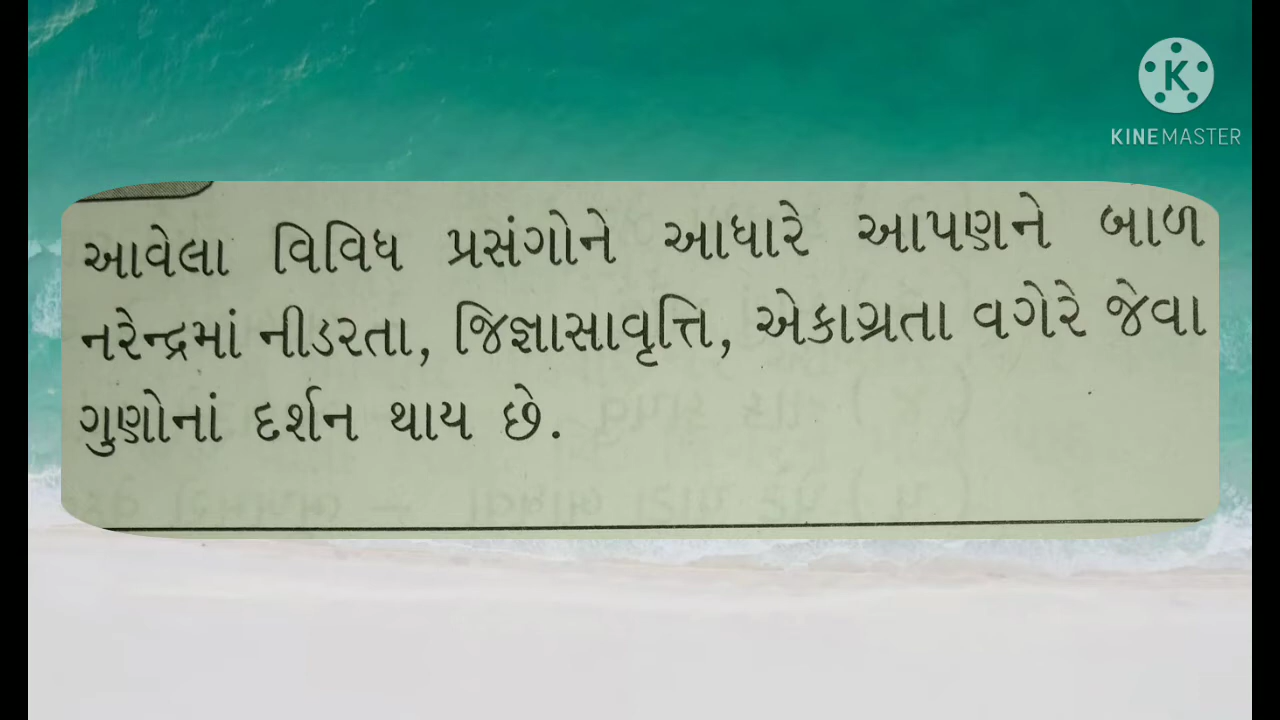 KINEMASTER
આવેલા વિવિધ પ્રસંગોને આધારે આપણને બાળ
નરેન્દ્રમાં નીડરતા, જિજ્ઞાસાવૃત્તિ, એકાગ્રતા વગેરે જેવા
ગુણોનાં દર્શન થાય છે.